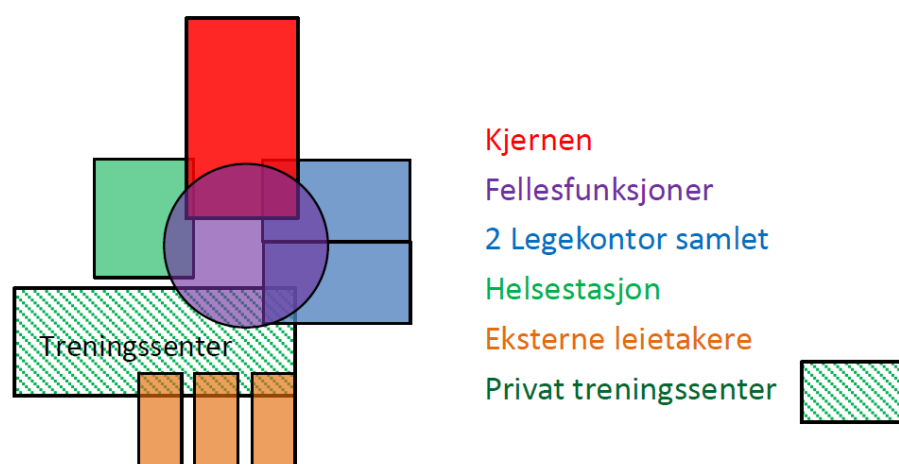 Kjernen
Fellesfunksjoner
2 Legekontor samlet
Helsestasjon
Treningssenter
Eksterne leietakere
Privat treningssenter